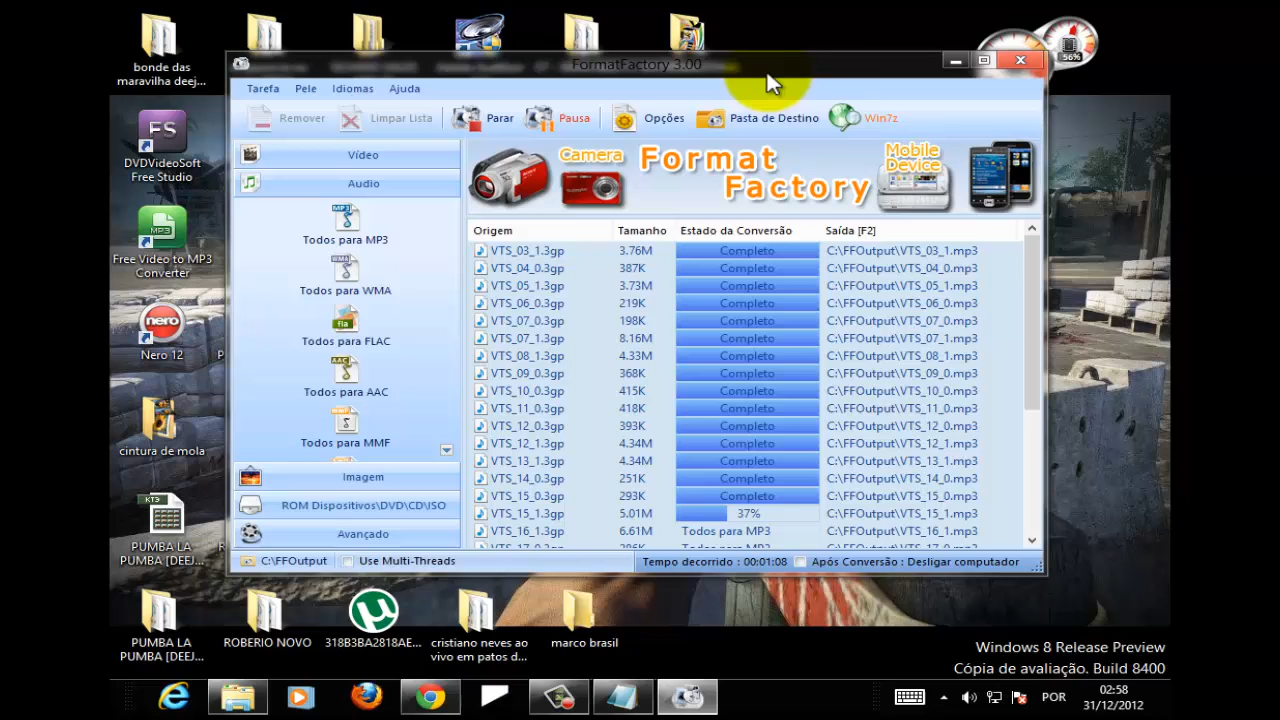 bonde das
maravilha deej...
56%
FormatFactory 3.00
Tarefa Pele Idiomas Ajuda
Remover Limpar Lista Parar Pausa Opções Pasta de Destino Win7z
FS
DVDVideoSoft
Free Studio
Vídeo
Audio
Camera
Format
Factory
Mobile
Device
MP3
Todos para MP3
WMA
Todos para WMA
fla
Todos para FLAC
AAC
Todos para AAC
Todos para MMF
Imagem
ROM Dispositivos\DVD\CD\ISO
Avançado
Origem Tamanho Estado da Conversão Saída [F2]
VTS_03_1.3gp 3.76M Completo C:\FFOutput\VTS_03_1.mp3
VTS_04_0.3gp 387K Completo C:\FFOutput\VTS_04_0.mp3
VTS_05_1.3gp 3.73M Completo C:\FFOutput\VTS_05_1.mp3
VTS_06_0.3gp 219K Completo C:\FFOutput\VTS_06_0.mp3
VTS_07_0.3gp 198K Completo C:\FFOutput\VTS_07_0.mp3
VTS_07_1.3gp 8.16M Completo C:\FFOutput\VTS_07_1.mp3
VTS_08_1.3gp 4.33M Completo C:\FFOutput\VTS_08_1.mp3
VTS_09_0.3gp 368K Completo C:\FFOutput\VTS_09_0.mp3
VTS_10_0.3gp 415K Completo C:\FFOutput\VTS_10_0.mp3
VTS_11_0.3gp 418K Completo C:\FFOutput\VTS_11_0.mp3
VTS_12_0.3gp 393K Completo C:\FFOutput\VTS_12_0.mp3
VTS_12_1.3gp 4.34M Completo C:\FFOutput\VTS_12_1.mp3
VTS_13_1.3gp 4.34M Completo C:\FFOutput\VTS_13_1.mp3
VTS_14_0.3gp 251K Completo C:\FFOutput\VTS_14_0.mp3
VTS_15_0.3gp 293K Completo C:\FFOutput\VTS_15_0.mp3
VTS_15_1.3gp 5.01M 37% C:\FFOutput\VTS_15_1.mp3
VTS_16_1.3gp 6.61M Todos para MP3 C:\FFOutput\VTS_16_1.mp3
C:\FFOutput Use Multi-Threads Tempo decorrido : 00:01:08 Após Conversão : Desligar computador
MP3
Free Video to MP3
Converter
nero
Nero 12
cintura de mola
KTЭ
PUMBA LA
PUMBA [DEEJ...
PUMBA LA
PUMBA [DEEJ...
ROBERIO NOVO
318B3BA2818AE...
cristiano neves ao
vivo em patos d...
marco brasil
Windows 8 Release Preview
Cópia de avaliação. Build 8400
POR
02:58
31/12/2012